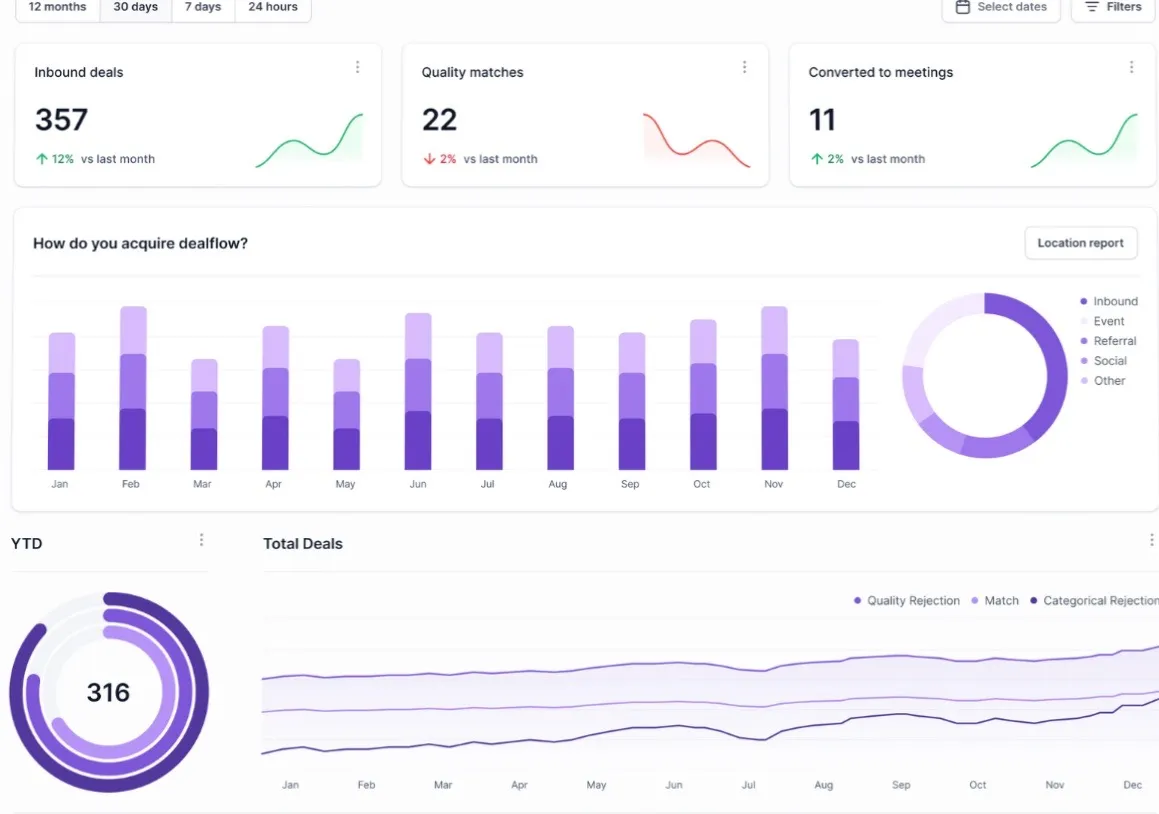 12 months 30 days 7 days 24 hours Select dates Filters
Inbound deals
357
12% vs last month
Quality matches
22
2% vs last month
Converted to meetings
11
2% vs last month
How do you acquire dealflow?
Location report
Inbound
Event
Referral
Social
Other
Jan Feb Mar Apr May Jun Jul Aug Sep Oct Nov Dec
YTD
316
Total Deals
Quality Rejection Match Categorical Rejection
Jan Feb Mar Apr May Jun Jul Aug Sep Oct Nov Dec